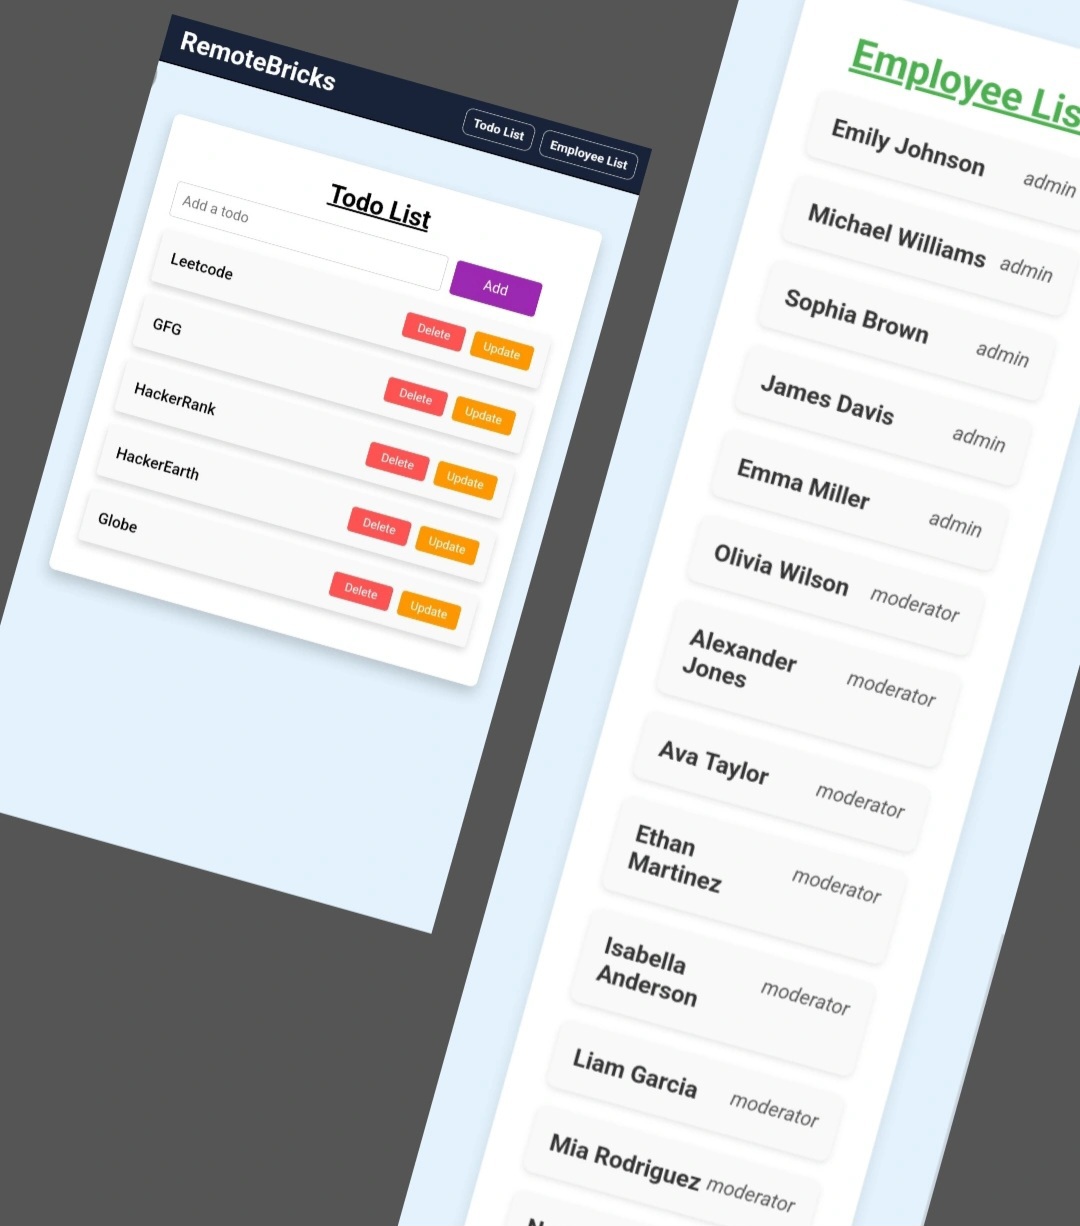 RemoteBricks
Todo List
Employee List
Todo List
Add a todo
Add
Leetcode
Delete Update
GFG
Delete Update
HackerRank
Delete Update
HackerEarth
Delete Update
Globe
Delete Update
Employee Lis
Emily Johnson admin
Michael Williams admin
Sophia Brown admin
James Davis admin
Emma Miller admin
Olivia Wilson moderator
Alexander
Jones
moderator
Ava Taylor moderator
Ethan
Martinez
moderator
Isabella
Anderson
moderator
Liam Garcia moderator
Mia Rodriguez moderator